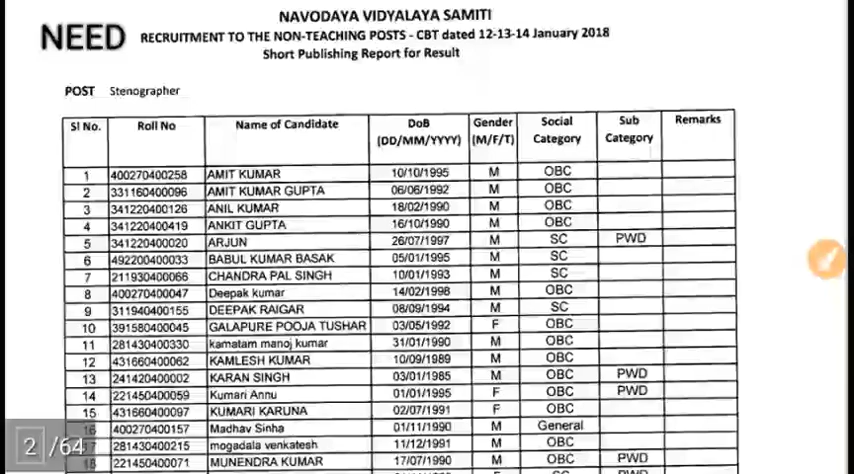 NAVODAYA VIDYALAYA SAMITI
NEED RECRUITMENT TO THE NON-TEACHING POSTS - CBT dated 12-13-14 January 2018
Short Publishing Report for Result
POST Stenographer
Sl No. Roll No Name of Candidate DoB (DD/MM/YYYY) Gender (M/F/T) Social Category Sub Category Remarks
1 400270400258 AMIT KUMAR 10/10/1995 M OBC
2 331160400096 AMIT KUMAR GUPTA 06/06/1992 M OBC
3 341220400126 ANIL KUMAR 18/02/1990 M OBC
4 341220400419 ANKIT GUPTA 16/10/1990 M OBC
5 341220400020 ARJUN 26/07/1997 M SC PWD
6 492200400033 BABUL KUMAR BASAK 05/01/1995 M SC
7 211930400066 CHANDRA PAL SINGH 10/01/1993 M SC
8 400270400047 Deepak kumar 14/02/1998 M OBC
9 311940400155 DEEPAK RAIGAR 08/09/1994 M SC
10 391580400045 GALAPURE POOJA TUSHAR 03/05/1992 F OBC
11 281430400330 kamatam manoj kumar 31/01/1990 M OBC
12 431660400062 KAMLESH KUMAR 10/09/1989 M OBC
13 241420400002 KARAN SINGH 03/01/1985 M OBC PWD
14 221450400059 Kumari Annu 01/01/1995 F OBC PWD
15 431660400097 KUMARI KARUNA 02/07/1991 F OBC
16 400270400157 Madhav Sinha 01/11/1990 M General
17 281430400215 mogadala venkatesh 11/12/1991 M OBC
18 221450400071 MUNENDRA KUMAR 17/07/1990 M OBC PWD
2 /64